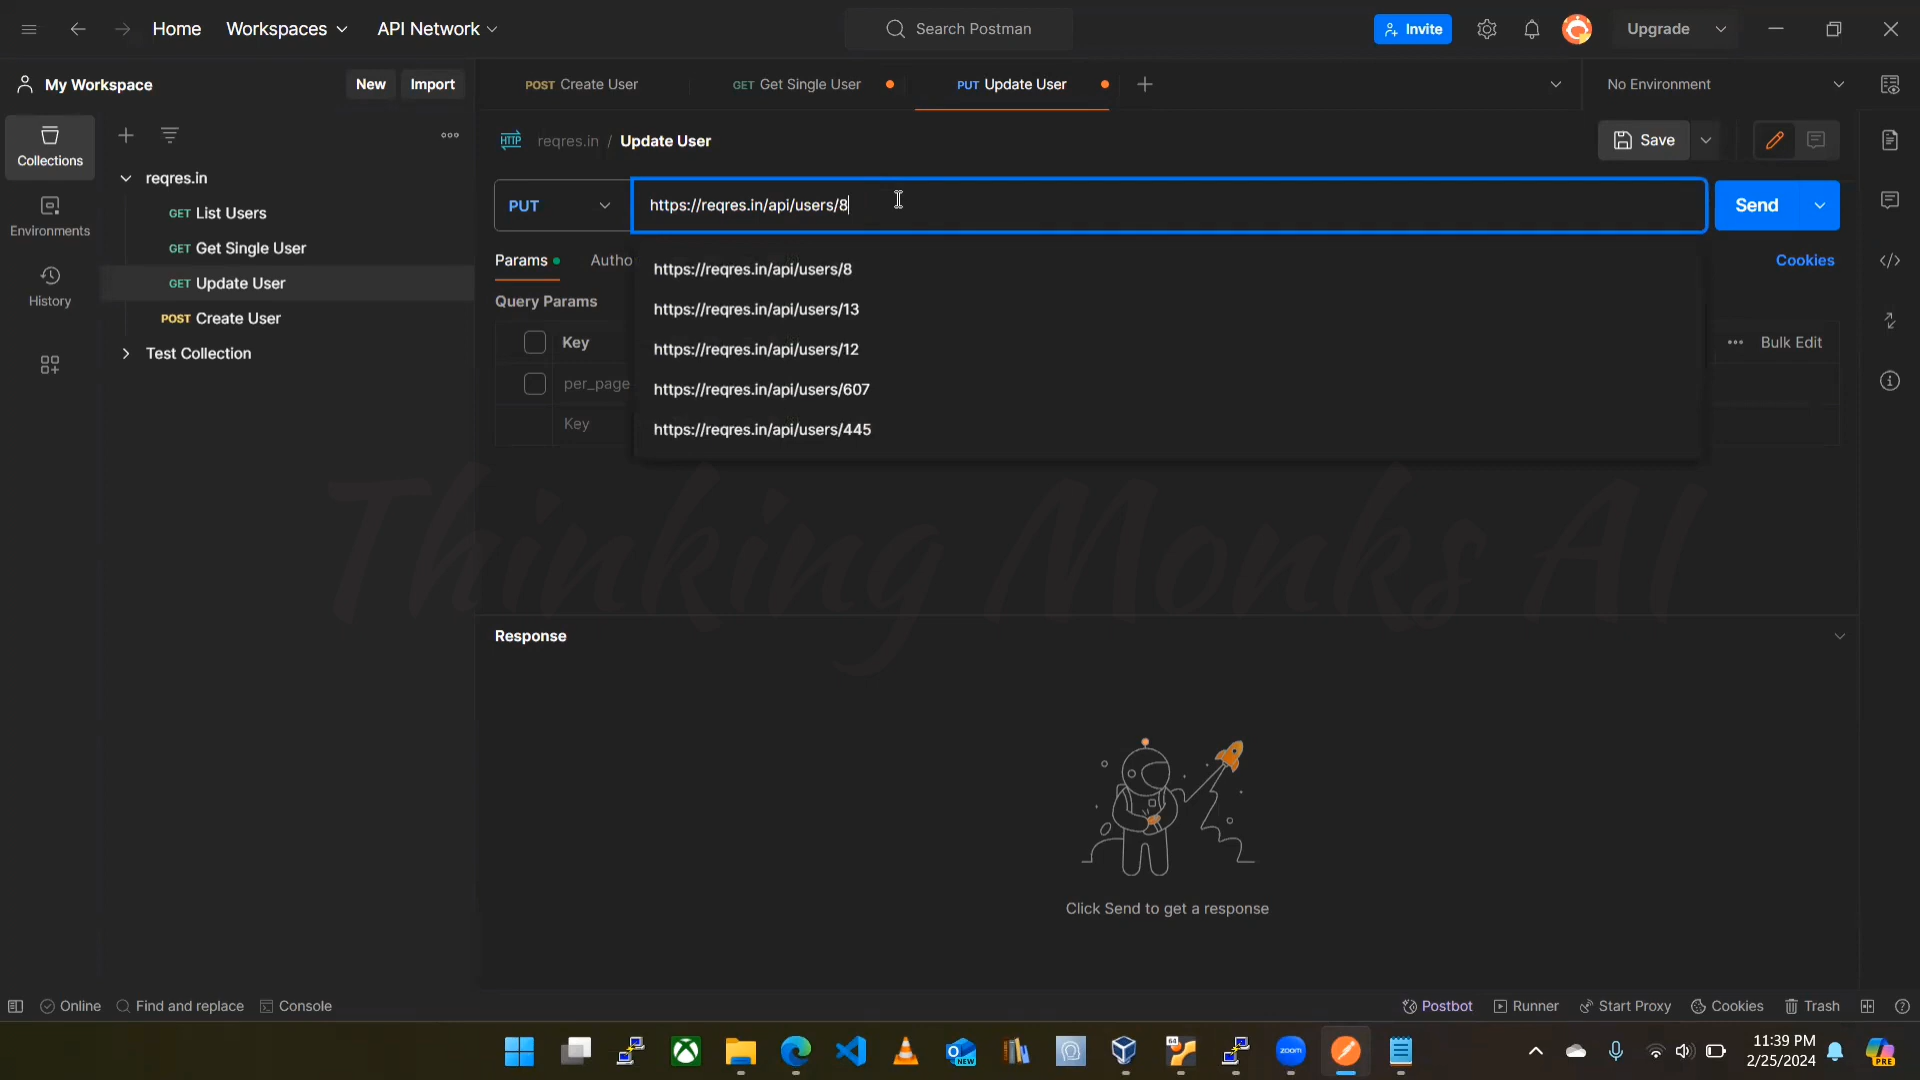 Home Workspaces API Network Search Postman Invite Upgrade
My Workspace New Import POST Create User GET Get Single User PUT Update User No Environment
Collections
reqres.in / Update User Save
reqres.in
GET List Users
PUT https://reqres.in/api/users/8 Send
Environments
GET Get Single User
Params Autho Cookies
https://reqres.in/api/users/8
GET Update User
History
Query Params
https://reqres.in/api/users/13
POST Create User
Key Bulk Edit
Test Collection
https://reqres.in/api/users/12
per_page
https://reqres.in/api/users/607
Key
https://reqres.in/api/users/445
Thinking Monks AI
Response
Click Send to get a response
Online Find and replace Console Postbot Runner Start Proxy Cookies Trash
NEW
64
zoom
11:39 PM
2/25/2024
PRE